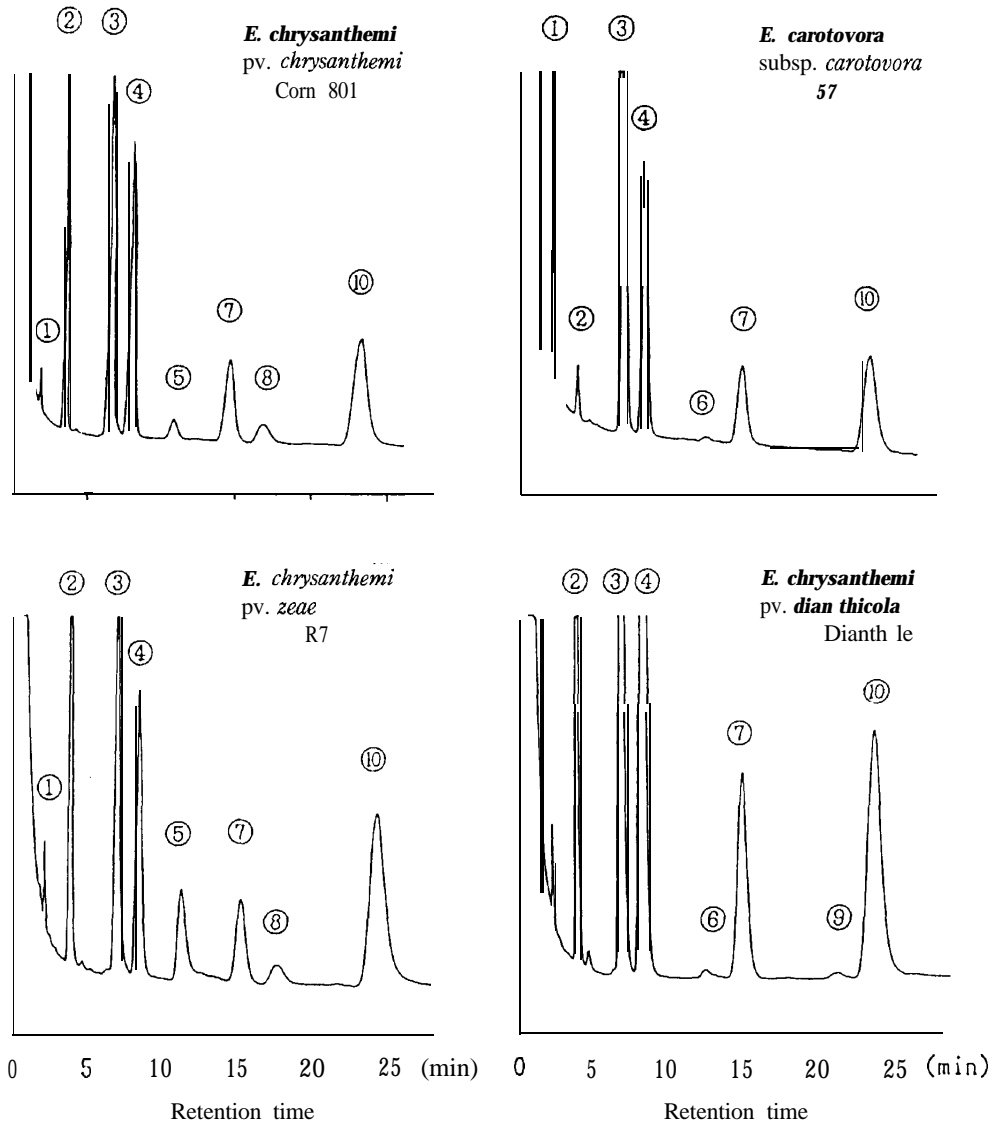 ② ③
E. chrysanthemi
pv. chrysanthemi
Corn 801
④
⑩
⑦
①
⑤ ⑧
① ③
E. carotovora
subsp. carotovora
57
④
② ⑦ ⑩
⑥
② ③
E. chrysanthemi
pv. zeae
R7
④
⑩
①
⑤ ⑦
⑧
② ③ ④
E. chrysanthemi
pv. dian thicola
Dianth le
⑩
⑦
⑥ ⑨
0 5 10 15 20 25 (min)
Retention time
0 5 10 15 20 25 (min)
Retention time